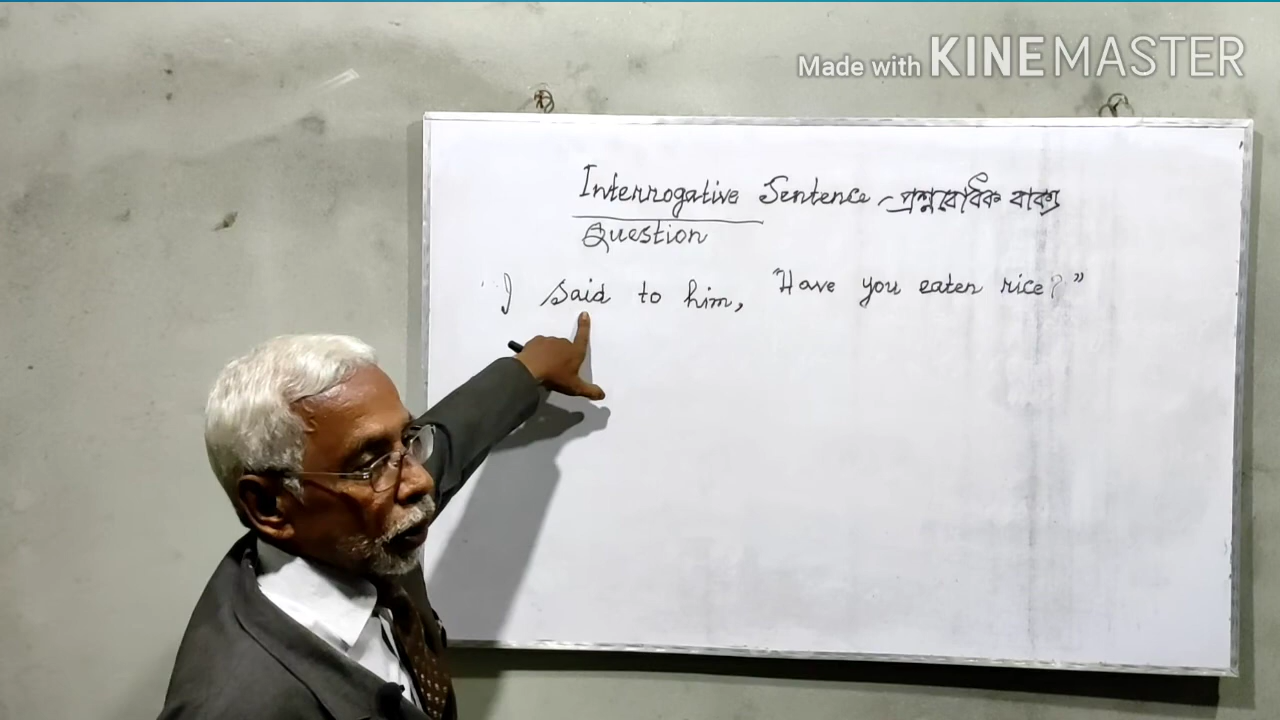 Made with KINEMASTER
Interrogative Sentence - প্রশ্নবোধক বাক্য
Question
I said to him, "Have you eaten rice?"